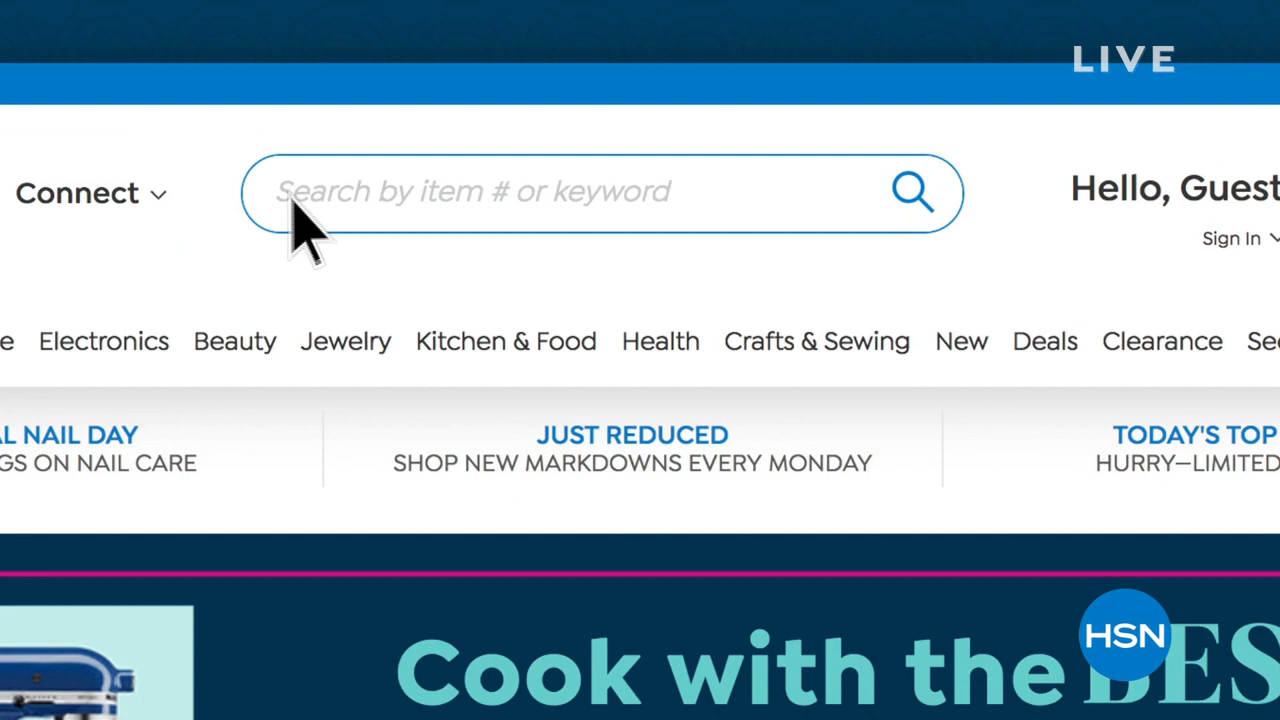 LIVE
Connect
Search by item # or keyword
Hello, Guest
Sign In
e Electronics Beauty Jewelry Kitchen & Food Health Crafts & Sewing New Deals Clearance Se
L NAIL DAY
GS ON NAIL CARE
JUST REDUCED
SHOP NEW MARKDOWNS EVERY MONDAY
TODAY'S TOP
HURRY—LIMITED
Cook with the BES
HSN